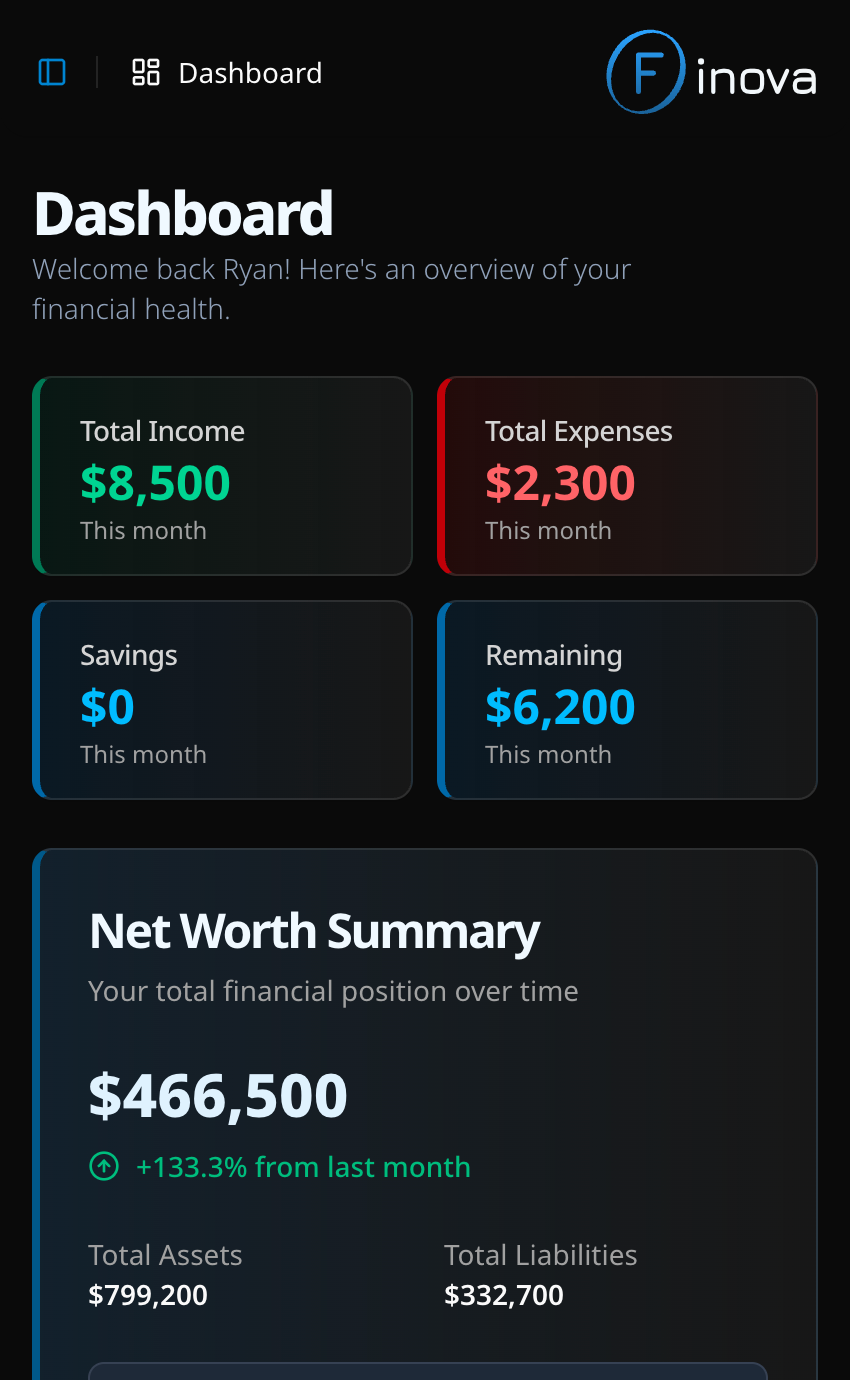 Dashboard
Finova
Dashboard
Welcome back Ryan! Here's an overview of your
financial health.
Total Income
$8,500
This month
Total Expenses
$2,300
This month
Savings
$0
This month
Remaining
$6,200
This month
Net Worth Summary
Your total financial position over time
$466,500
+133.3% from last month
Total Assets
$799,200
Total Liabilities
$332,700